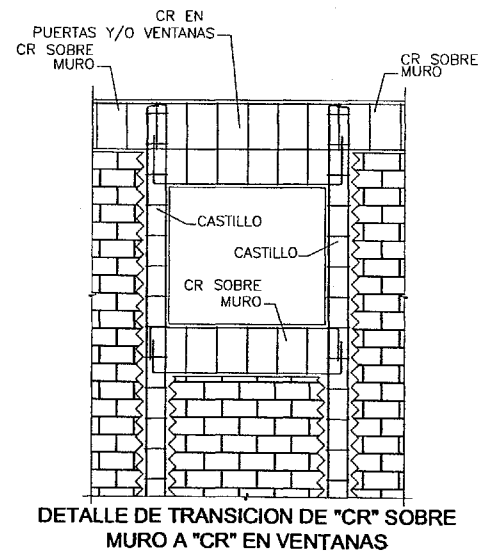 CR EN
PUERTAS Y/O VENTANAS
CR SOBRE
MURO
CR SOBRE
MURO
CASTILLO
CASTILLO
CR SOBRE
MURO
DETALLE DE TRANSICION DE "CR" SOBRE
MURO A "CR" EN VENTANAS